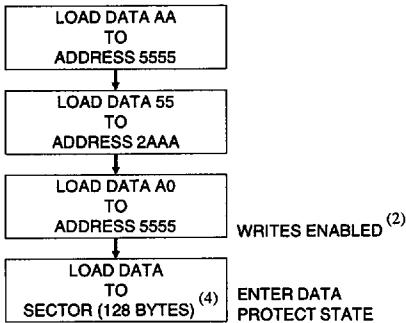 LOAD DATA AA
TO
ADDRESS 5555
LOAD DATA 55
TO
ADDRESS 2AAA
LOAD DATA A0
TO
ADDRESS 5555
WRITES ENABLED (2)
LOAD DATA
TO
SECTOR (128 BYTES) (4)
ENTER DATA
PROTECT STATE